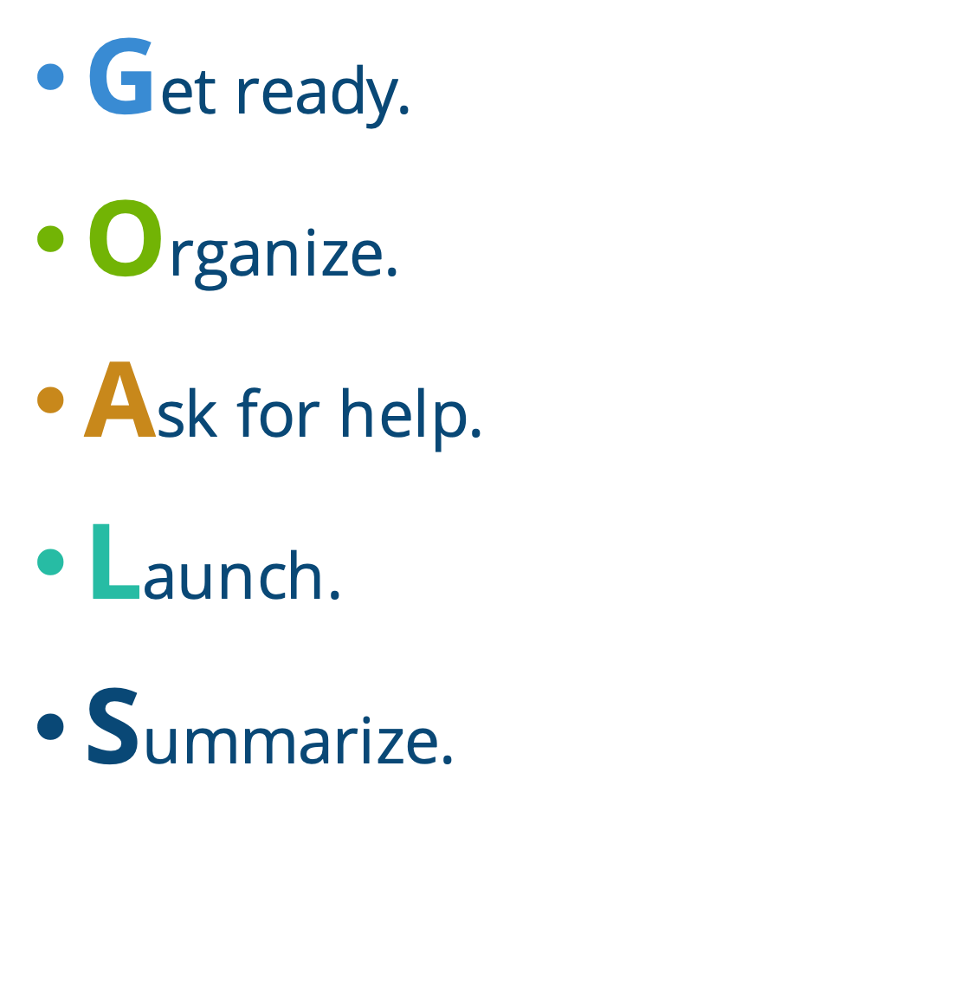 • Get ready.
• Organize.
• Ask for help.
• Launch.
• Summarize.